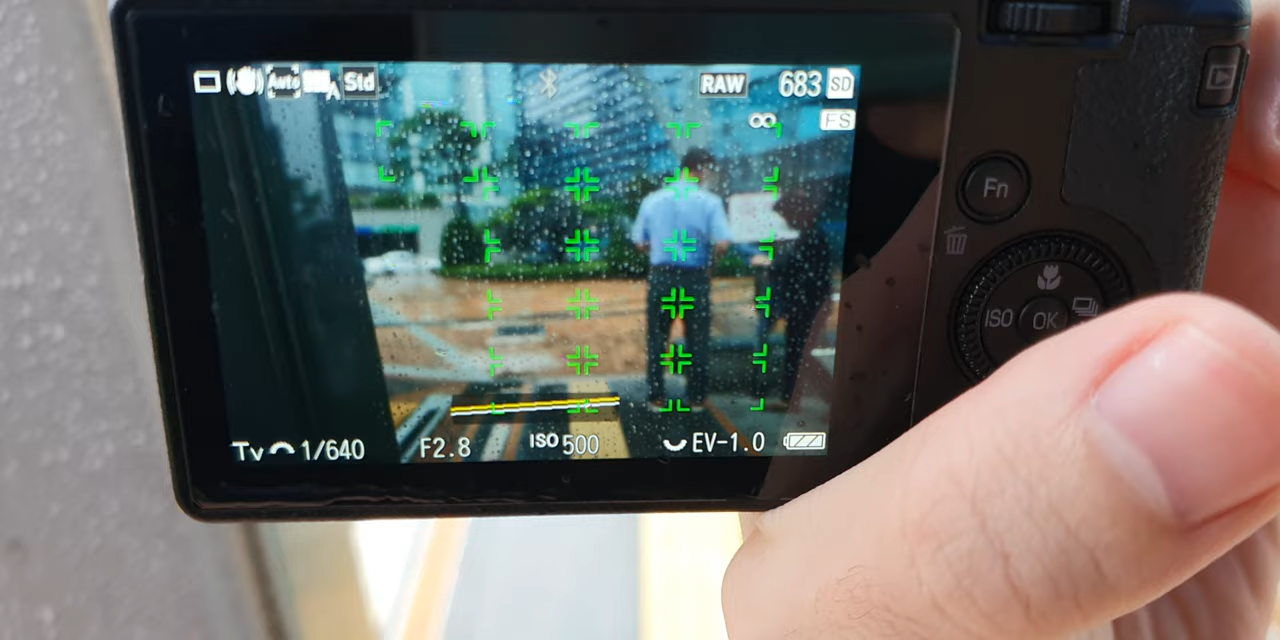 Auto A Std RAW 683 SD
∞ FS
Fn
ISO OK
Tv 1/640 F2.8 ISO 500 EV-1.0